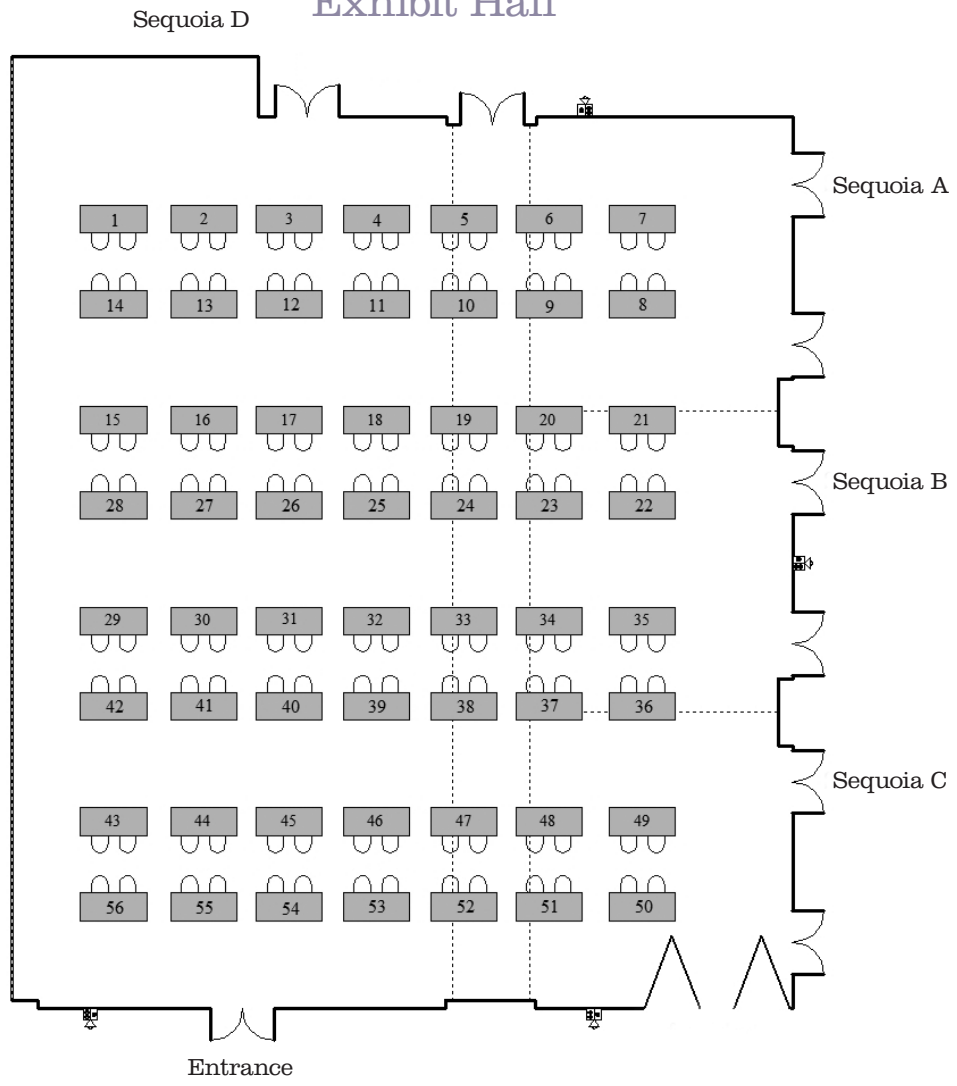 Exhibit Hall
Sequoia D
Sequoia A
1 2 3 4 5 6 7
14 13 12 11 10 9 8
15 16 17 18 19 20 21
Sequoia B
28 27 26 25 24 23 22
29 30 31 32 33 34 35
42 41 40 39 38 37 36
Sequoia C
43 44 45 46 47 48 49
56 55 54 53 52 51 50
Entrance